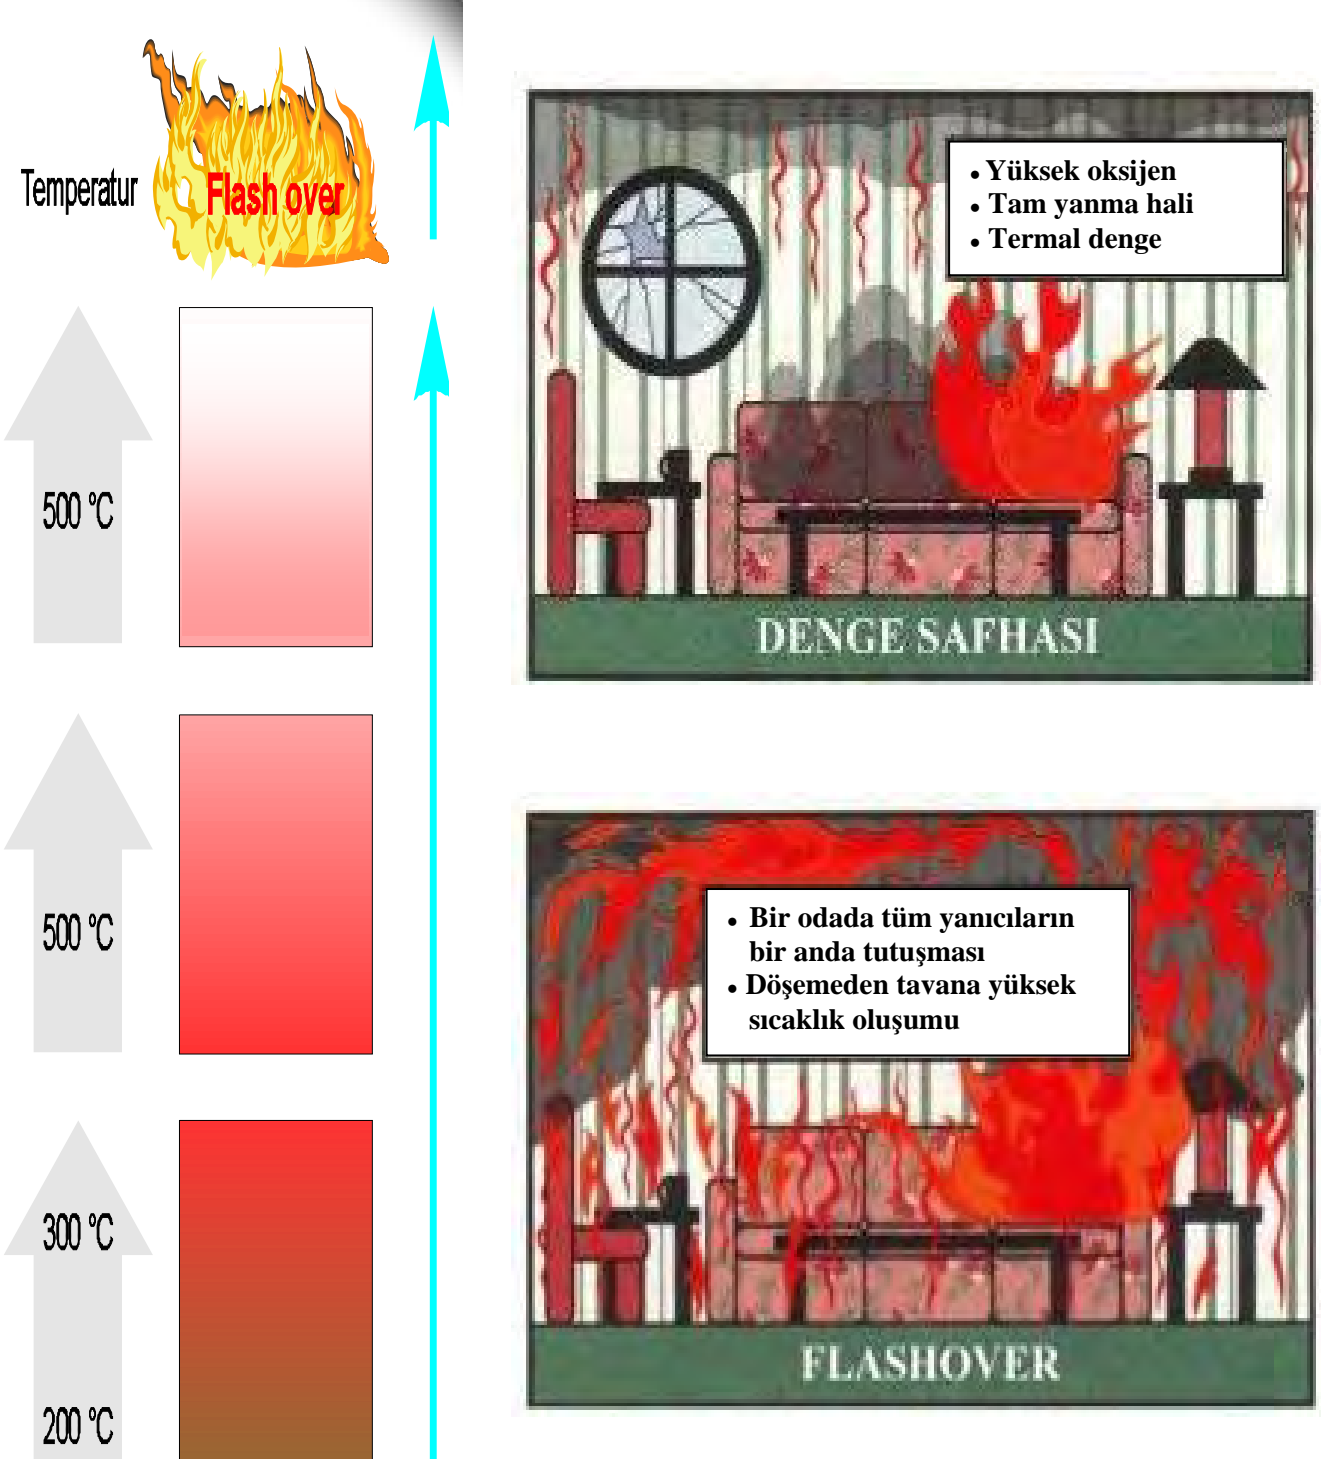 Temperatur
Flash over
500 °C
500 °C
300 °C
200 °C
• Yüksek oksijen
• Tam yanma hali
• Termal denge
DENGE SAFHASI
• Bir odada tüm yanıcıların
bir anda tutuşması
• Döşemeden tavana yüksek
sıcaklık oluşumu
FLASHOVER